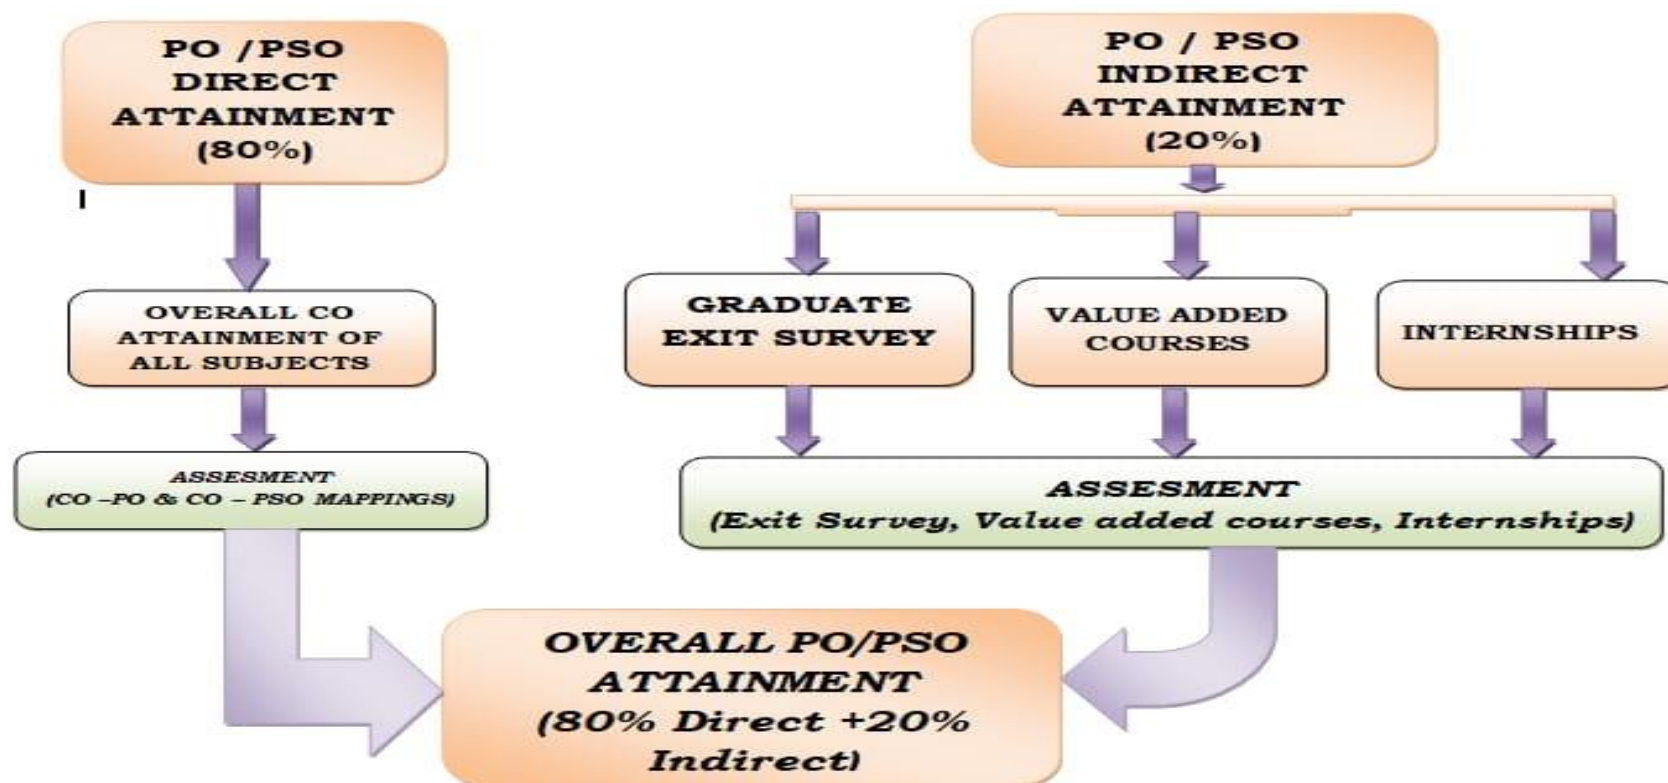 PO /PSO
DIRECT
ATTAINMENT
(80%)
I
OVERALL CO
ATTAINMENT OF
ALL SUBJECTS
ASSESMENT
(CO –PO & CO – PSO MAPPINGS)
PO / PSO
INDIRECT
ATTAINMENT
(20%)
GRADUATE
EXIT SURVEY
VALUE ADDED
COURSES
INTERNSHIPS
ASSESMENT
(Exit Survey, Value added courses, Internships)
OVERALL PO/PSO
ATTAINMENT
(80% Direct +20%
Indirect)